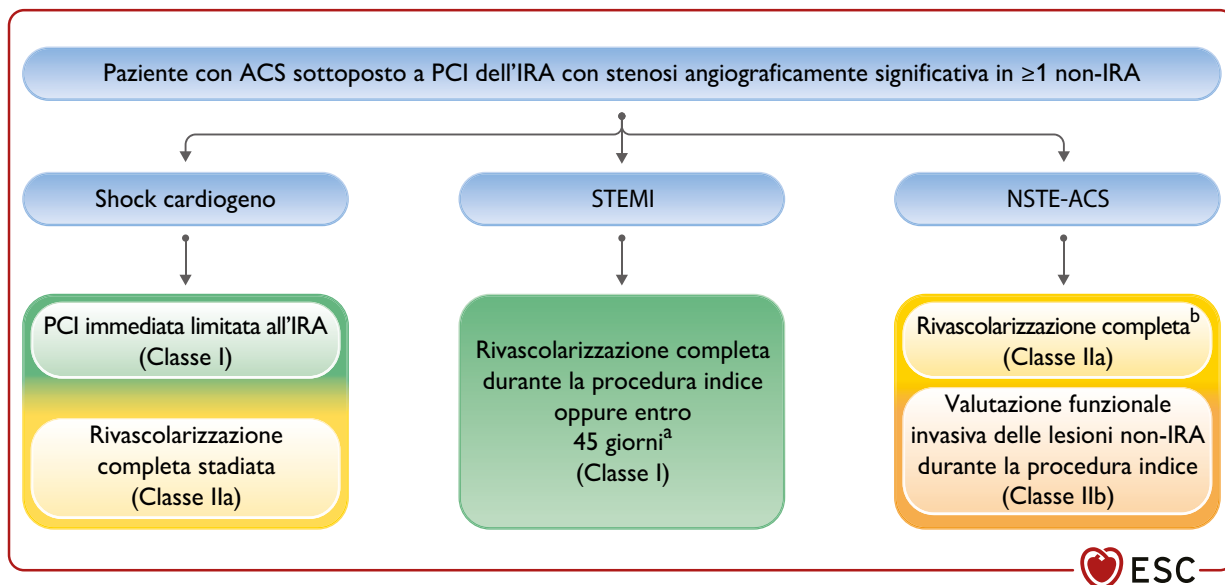 Paziente con ACS sottoposto a PCI dell'IRA con stenosi angiograficamente significativa in ≥1 non-IRA
Shock cardiogeno
STEMI
NSTE-ACS
PCI immediata limitata all'IRA
(Classe I)
Rivascolarizzazione
completa stadiata
(Classe IIa)
Rivascolarizzazione completa
durante la procedura indice
oppure entro
45 giorniᵃ
(Classe I)
Rivascolarizzazione completaᵇ
(Classe IIa)
Valutazione funzionale
invasiva delle lesioni non-IRA
durante la procedura indice
(Classe IIb)
ESC